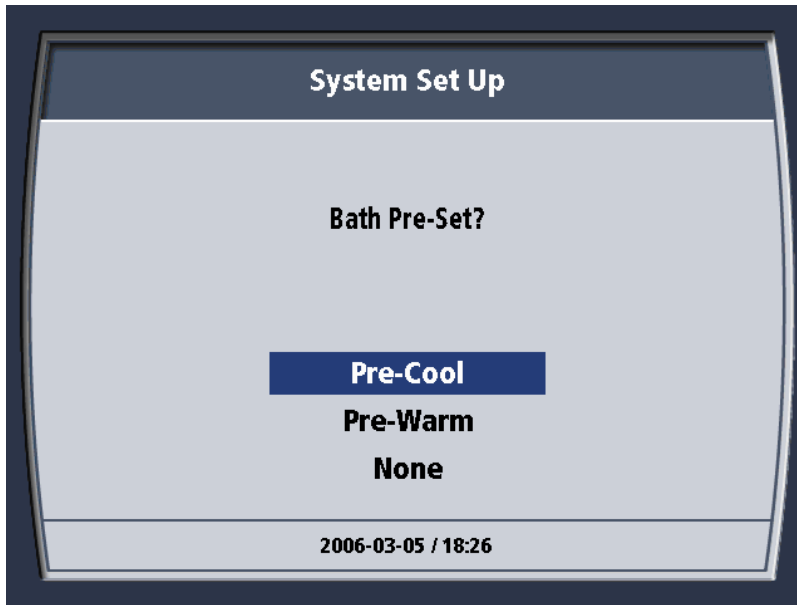 System Set Up
Bath Pre-Set?
Pre-Cool
Pre-Warm
None
2006-03-05 / 18:26